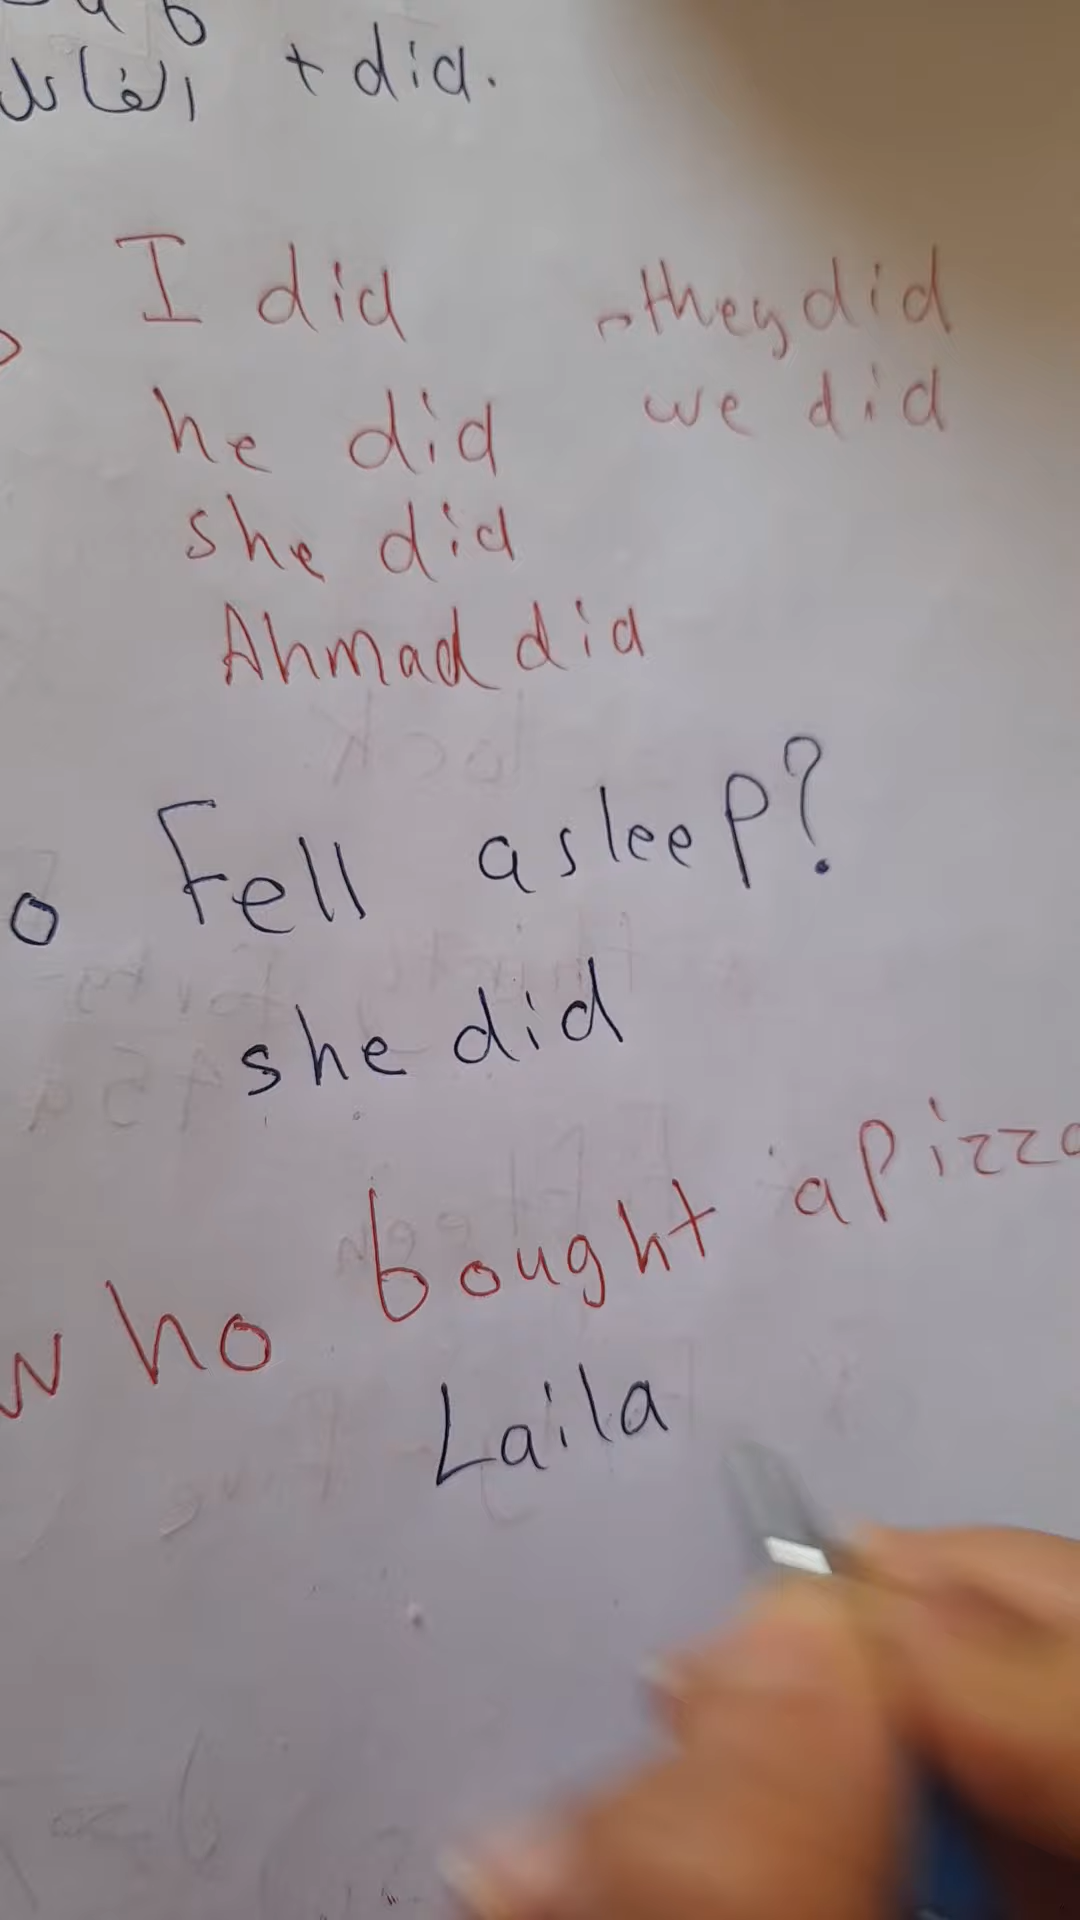 الفاعل + did.
I did
he did
she did
Ahmad did
they did
we did
Fell asleep?
she did
who bought a pizza
Laila